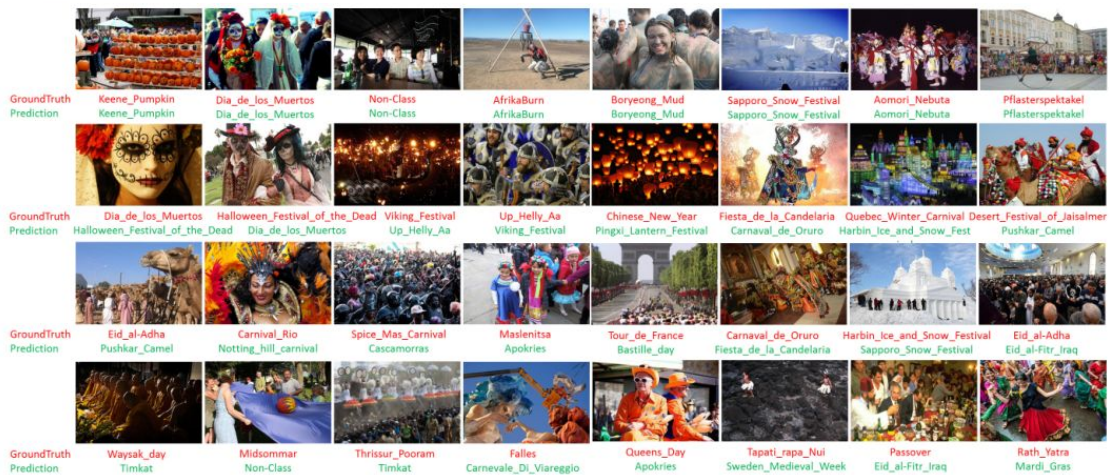 GroundTruth Keene_Pumpkin Dia_de_los_Muertos Non-Class AfrikaBurn Boryeong_Mud Sapporo_Snow_Festival Aomori_Nebuta Pflasterspektakel
Prediction Keene_Pumpkin Dia_de_los_Muertos Non-Class AfrikaBurn Boryeong_Mud Sapporo_Snow_Festival Aomori_Nebuta Pflasterspektakel
GroundTruth Dia_de_los_Muertos Halloween_Festival_of_the_Dead Viking_Festival Up_Helly_Aa Chinese_New_Year Fiesta_de_la_Candelaria Quebec_Winter_Carnival Desert_Festival_of_Jaisalmer
Prediction Halloween_Festival_of_the_Dead Dia_de_los_Muertos Up_Helly_Aa Viking_Festival Pingxi_Lantern_Festival Carnaval_de_Oruro Harbin_Ice_and_Snow_Fest Pushkar_Camel
GroundTruth Eid_al-Adha Carnival_Rio Spice_Mas_Carnival Maslenitsa Tour_de_France Carnaval_de_Oruro Harbin_Ice_and_Snow_Festival Eid_al-Adha
Prediction Pushkar_Camel Notting_hill_carnival Cascamorras Apokries Bastille_day Fiesta_de_la_Candelaria Sapporo_Snow_Festival Eid_al-Fitr_Iraq
GroundTruth Waysak_day Midsommar Thrissur_Pooram Falles Queens_Day Tapati_rapa_Nui Passover Rath_Yatra
Prediction Timkat Non-Class Timkat Carnevale_Di_Viareggio Apokries Sweden_Medieval_Week Eid_al-Fitr_Iraq Mardi_Gras